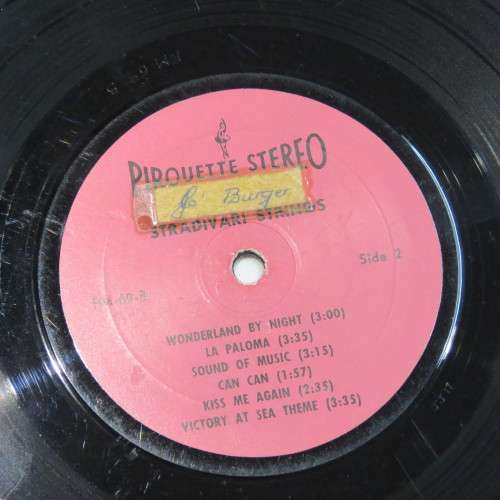 PIROUETTE STEREO
Burger
STRADIVARI STRINGS
Side 2
WONDERLAND BY NIGHT (3:00)
LA PALOMA (3:35)
SOUND OF MUSIC (3:15)
CAN CAN (1:57)
KISS ME AGAIN (2:35)
VICTORY AT SEA THEME (3:35)